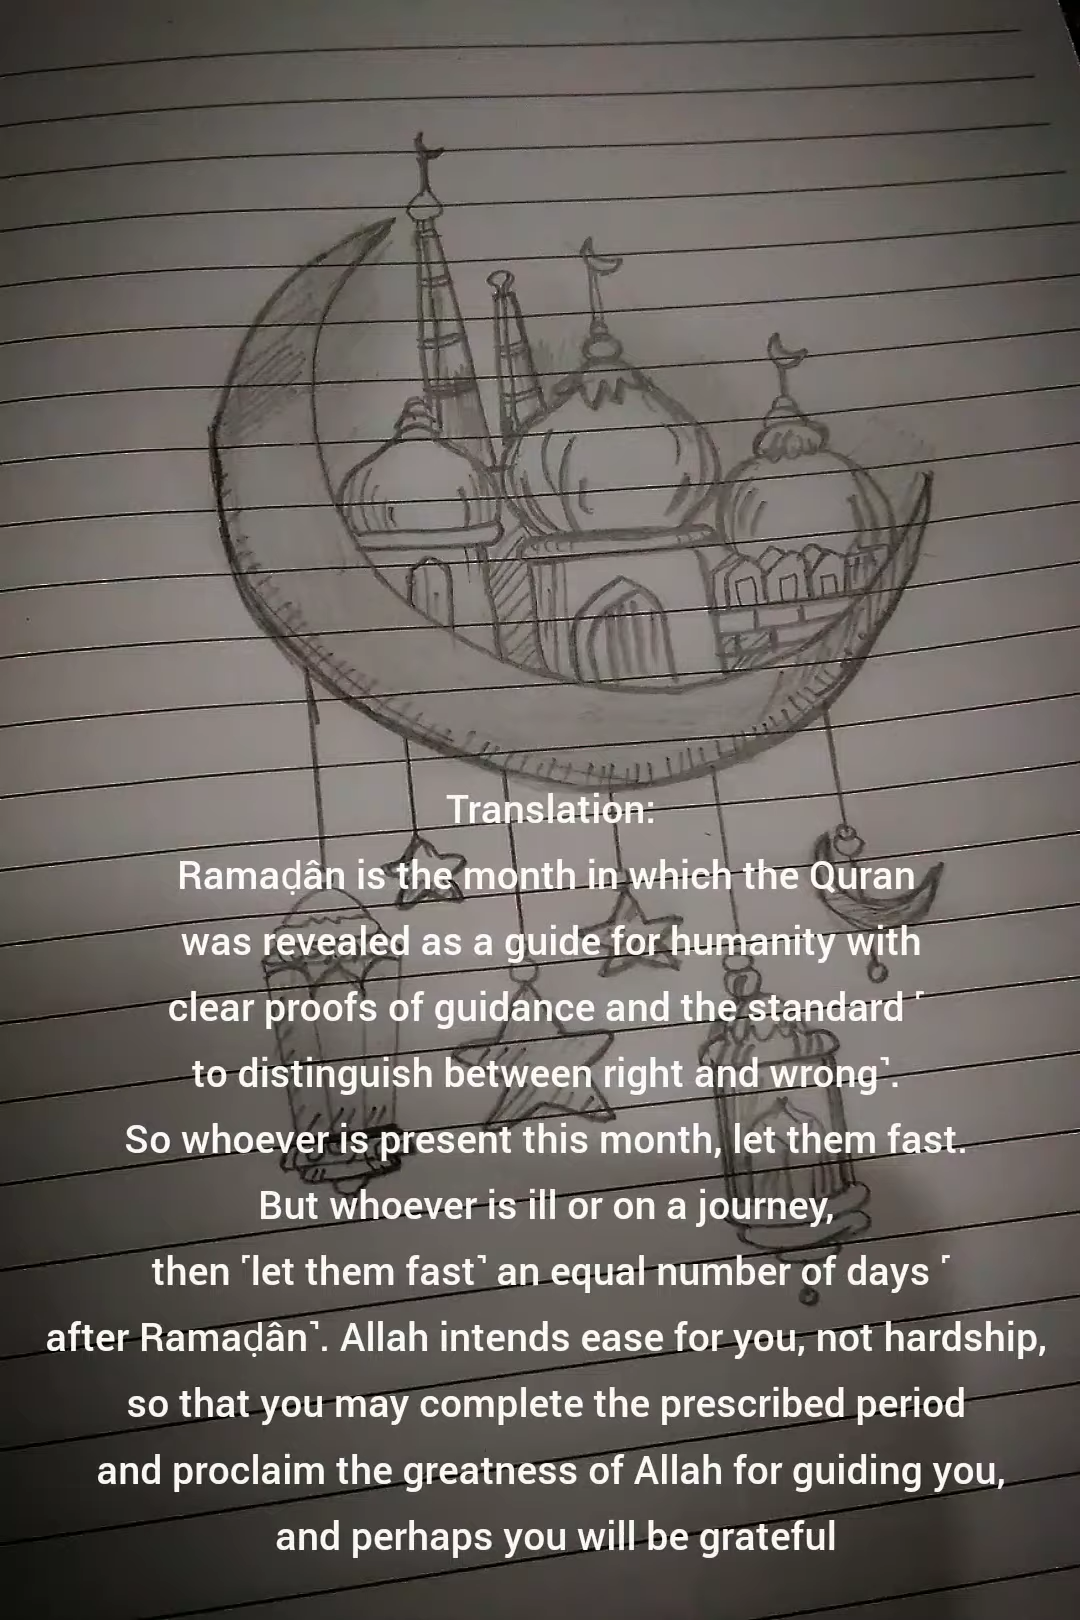 Translation:
Ramaḍân is the month in which the Quran
was revealed as a guide for humanity with
clear proofs of guidance and the standard ˹
to distinguish between right and wrong˺.
So whoever is present this month, let them fast.
But whoever is ill or on a journey,
then ˹let them fast˺ an equal number of days ˹
after Ramaḍân˺. Allah intends ease for you, not hardship,
so that you may complete the prescribed period
and proclaim the greatness of Allah for guiding you,
and perhaps you will be grateful